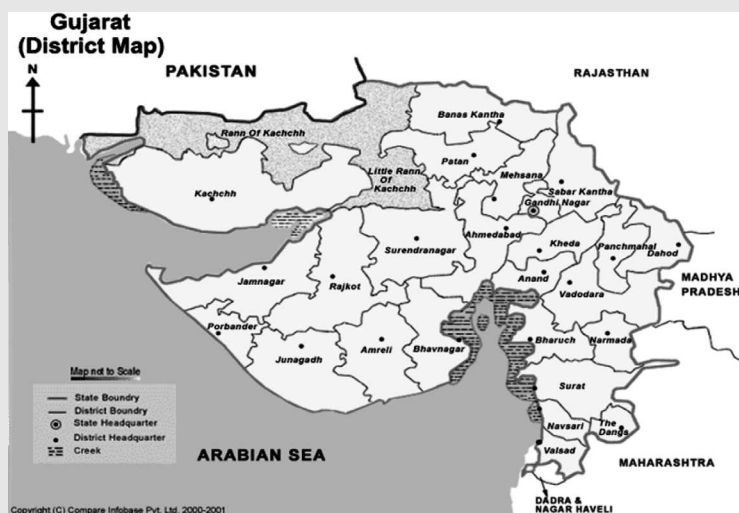 Gujarat
(District Map)
N
PAKISTAN
RAJASTHAN
Banas Kantha
Rann Of Kachchh
Patan
Mehsana
Little Rann
Of
Kachchh
Sabar Kantha
Kachchh
Gandhi Nagar
Ahmedabad
Surendranagar
Kheda
Panchmahal
Dahod
Jamnagar
Rajkot
Anand
Vadodara
MADHYA
PRADESH
Porbander
Junagadh
Amreli
Bhavnagar
Bharuch
Narmada
Map not to Scale
State Boundary
District Boundary
State Headquarter
District Headquarter
Creek
Surat
Navsari
The
Dangs
Valsad
ARABIAN SEA
MAHARASHTRA
DADRA &
NAGAR HAVELI
Copyright (C) Compare Infobase Pvt. Ltd. 2000-2001